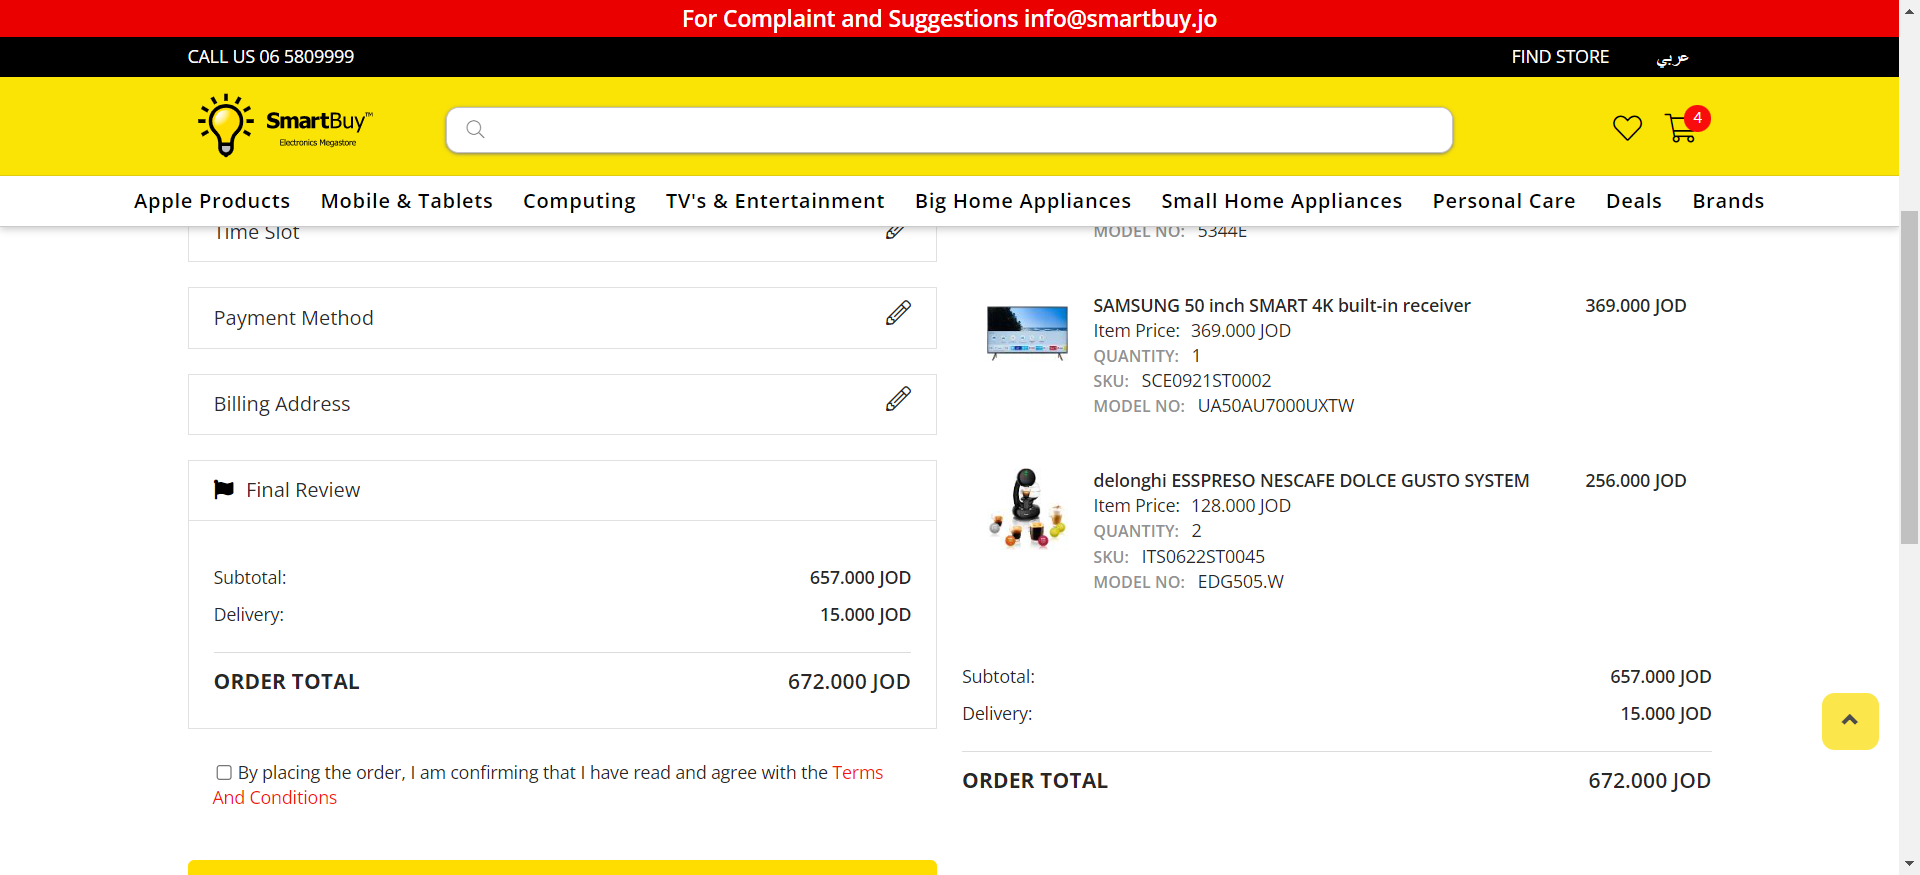 For Complaint and Suggestions info@smartbuy.jo
CALL US 06 5809999
FIND STORE
عربي
SmartBuy™
Electronics Megastore
4
Apple Products
Mobile & Tablets
Computing
TV's & Entertainment
Big Home Appliances
Small Home Appliances
Personal Care
Deals
Brands
Time Slot
Payment Method
Billing Address
Final Review
Subtotal: 657.000 JOD
Delivery: 15.000 JOD
ORDER TOTAL 672.000 JOD
By placing the order, I am confirming that I have read and agree with the Terms
And Conditions
MODEL NO: 5344E
SAMSUNG 50 inch SMART 4K built-in receiver 369.000 JOD
Item Price: 369.000 JOD
QUANTITY: 1
SKU: SCE0921ST0002
MODEL NO: UA50AU7000UXTW
delonghi ESSPRESO NESCAFE DOLCE GUSTO SYSTEM 256.000 JOD
Item Price: 128.000 JOD
QUANTITY: 2
SKU: ITS0622ST0045
MODEL NO: EDG505.W
Subtotal: 657.000 JOD
Delivery: 15.000 JOD
ORDER TOTAL 672.000 JOD